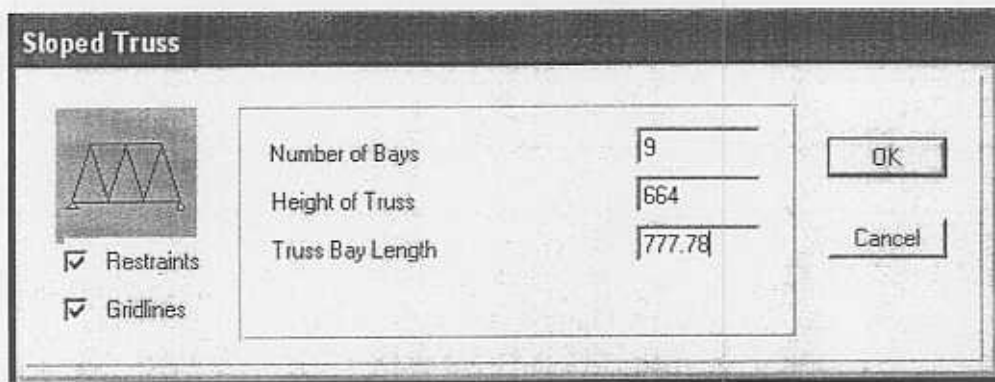 Sloped Truss
Number of Bays 9
Height of Truss 664
Truss Bay Length 777.78
Restraints
Gridlines
OK
Cancel